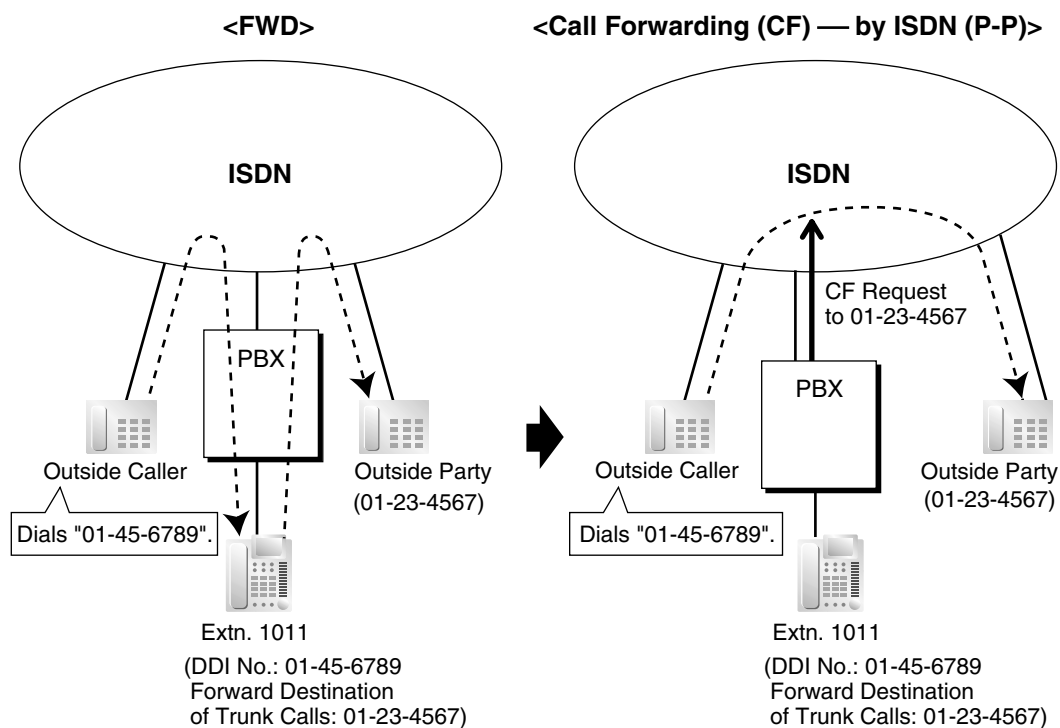 <FWD>
ISDN
PBX
Outside Caller
Dials "01-45-6789".
Outside Party
(01-23-4567)
Extn. 1011
(DDI No.: 01-45-6789
Forward Destination
of Trunk Calls: 01-23-4567)
<Call Forwarding (CF) — by ISDN (P-P)>
ISDN
CF Request
to 01-23-4567
PBX
Outside Caller
Dials "01-45-6789".
Outside Party
(01-23-4567)
Extn. 1011
(DDI No.: 01-45-6789
Forward Destination
of Trunk Calls: 01-23-4567)